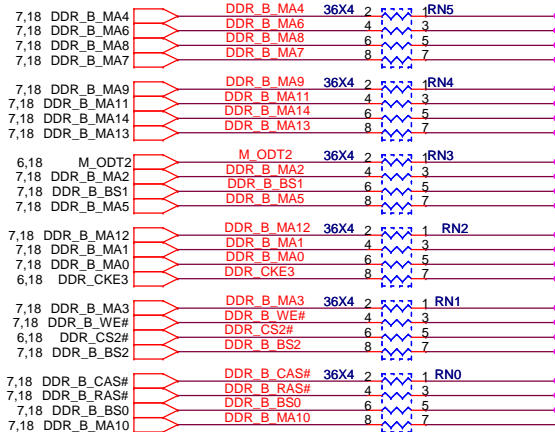 7,18 DDR_B_MA4 DDR_B_MA4 36X4 2 1 RN5
7,18 DDR_B_MA6 DDR_B_MA6 4 3
7,18 DDR_B_MA8 DDR_B_MA8 6 5
7,18 DDR_B_MA7 DDR_B_MA7 8 7
7,18 DDR_B_MA9 DDR_B_MA9 36X4 2 1 RN4
7,18 DDR_B_MA11 DDR_B_MA11 4 3
7,18 DDR_B_MA14 DDR_B_MA14 6 5
7,18 DDR_B_MA13 DDR_B_MA13 8 7
6,18 M_ODT2 M_ODT2 36X4 2 1 RN3
7,18 DDR_B_MA2 DDR_B_MA2 4 3
7,18 DDR_B_BS1 DDR_B_BS1 6 5
7,18 DDR_B_MA5 DDR_B_MA5 8 7
7,18 DDR_B_MA12 DDR_B_MA12 36X4 2 1 RN2
7,18 DDR_B_MA1 DDR_B_MA1 4 3
7,18 DDR_B_MA0 DDR_B_MA0 6 5
6,18 DDR_CKE3 DDR_CKE3 8 7
7,18 DDR_B_MA3 DDR_B_MA3 36X4 2 1 RN1
7,18 DDR_B_WE# DDR_B_WE# 4 3
6,18 DDR_CS2# DDR_CS2# 6 5
7,18 DDR_B_BS2 DDR_B_BS2 8 7
7,18 DDR_B_CAS# DDR_B_CAS# 36X4 2 1 RN0
7,18 DDR_B_RAS# DDR_B_RAS# 4 3
7,18 DDR_B_BS0 DDR_B_BS0 6 5
7,18 DDR_B_MA10 DDR_B_MA10 8 7